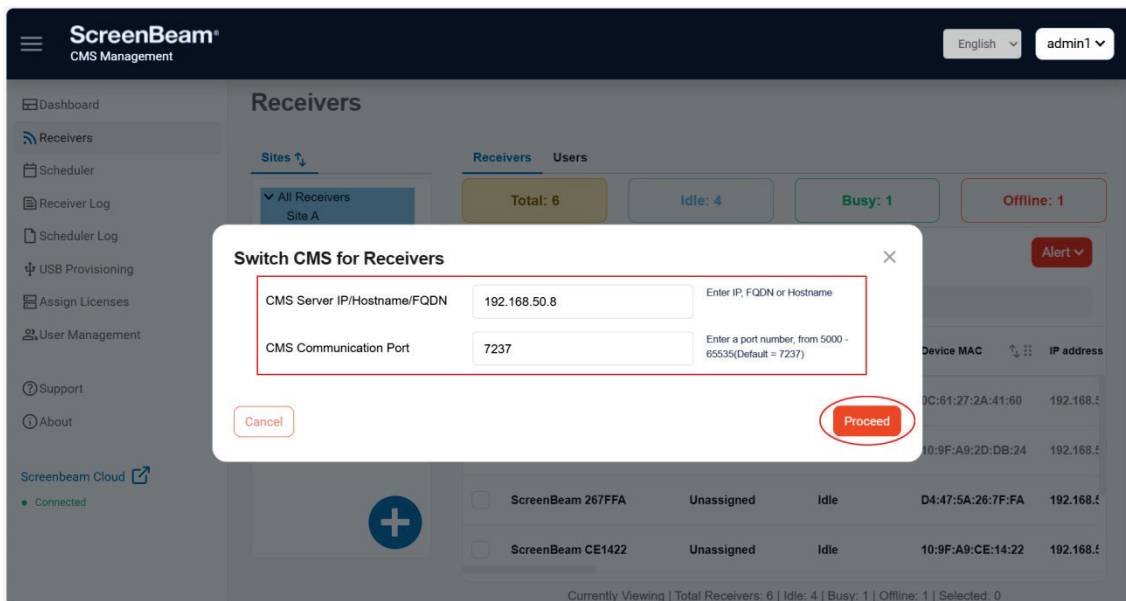 ScreenBeam®
CMS Management
English
admin1
Dashboard
Receivers
Scheduler
Receiver Log
Scheduler Log
USB Provisioning
Assign Licenses
User Management
Support
About
Screenbeam Cloud
Connected
Receivers
Sites
Receivers Users
All Receivers
Site A
Total: 6
Idle: 4
Busy: 1
Offline: 1
Alert
Switch CMS for Receivers
CMS Server IP/Hostname/FQDN
192.168.50.8
Enter IP, FQDN or Hostname
CMS Communication Port
7237
Enter a port number, from 5000 -
65535(Default = 7237)
Cancel
Proceed
Device MAC IP address
0C:61:27:2A:41:60 192.168.5
10:9F:A9:2D:DB:24 192.168.5
ScreenBeam 267FFA Unassigned Idle D4:47:5A:26:7F:FA 192.168.5
ScreenBeam CE1422 Unassigned Idle 10:9F:A9:CE:14:22 192.168.5
Currently Viewing | Total Receivers: 6 | Idle: 4 | Busy: 1 | Offline: 1 | Selected: 0